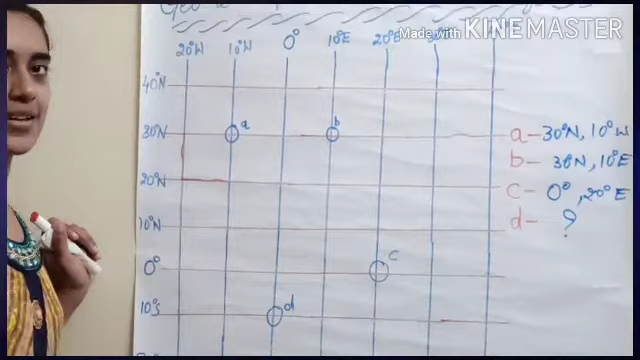 Made with KINEMASTER
20°W 10°W 0° 10°E 20°E
40°N
30°N a b
20°N
10°N
0° c
10°S d
a - 30°N, 10°W
b - 30°N, 10°E
c - 0°, 20°E
d - ?